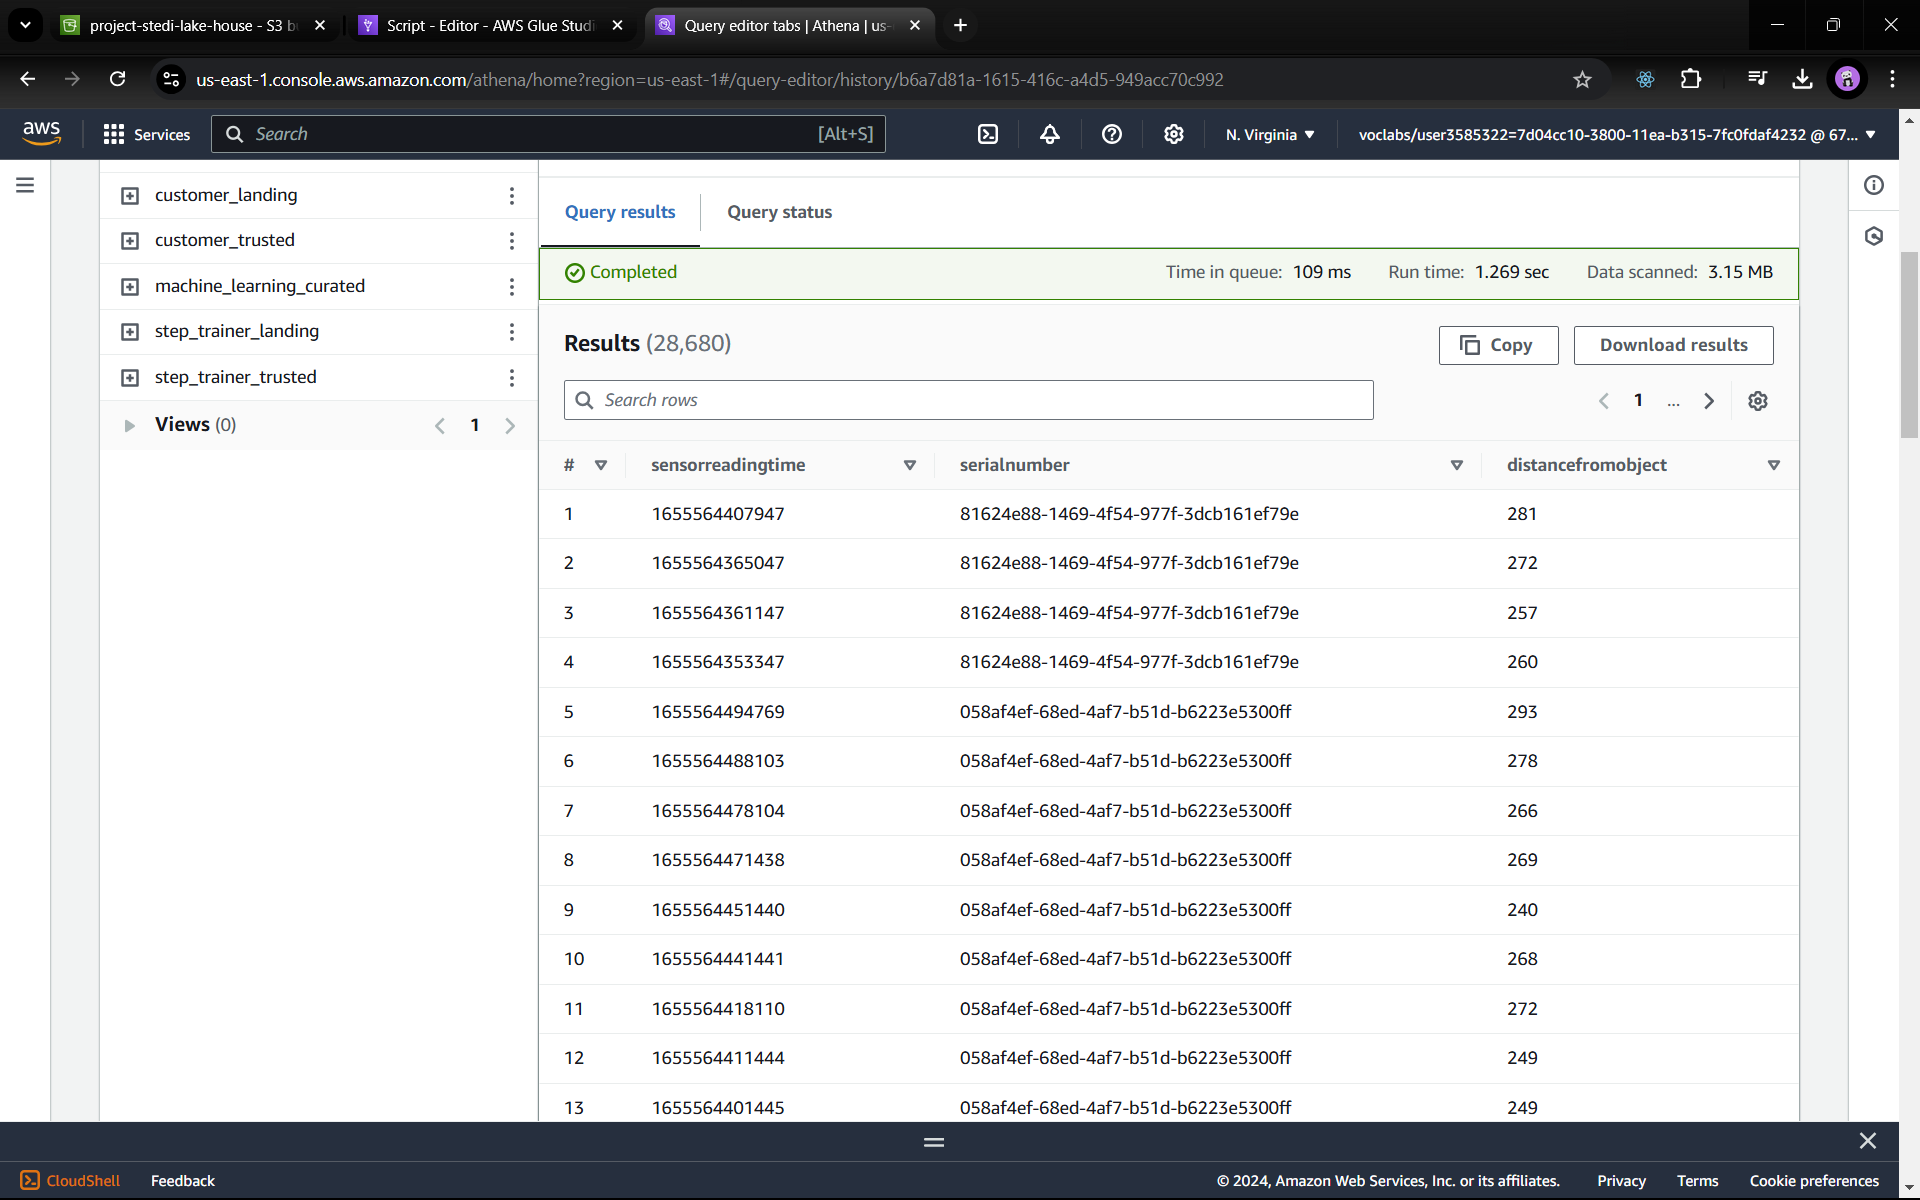 project-stedi-lake-house - S3 b
Script - Editor - AWS Glue Studi
Query editor tabs | Athena | us-
us-east-1.console.aws.amazon.com/athena/home?region=us-east-1#/query-editor/history/b6a7d81a-1615-416c-a4d5-949acc70c992
aws
Services
Search
[Alt+S]
N. Virginia
voclabs/user3585322=7d04cc10-3800-11ea-b315-7fc0fdaf4232 @ 67...
customer_landing
customer_trusted
machine_learning_curated
step_trainer_landing
step_trainer_trusted
Views (0)
1
Query results
Query status
Completed
Time in queue: 109 ms
Run time: 1.269 sec
Data scanned: 3.15 MB
Results (28,680)
Copy
Download results
Search rows
1
...
# sensorreadingtime serialnumber distancefromobject
1 1655564407947 81624e88-1469-4f54-977f-3dcb161ef79e 281
2 1655564365047 81624e88-1469-4f54-977f-3dcb161ef79e 272
3 1655564361147 81624e88-1469-4f54-977f-3dcb161ef79e 257
4 1655564353347 81624e88-1469-4f54-977f-3dcb161ef79e 260
5 1655564494769 058af4ef-68ed-4af7-b51d-b6223e5300ff 293
6 1655564488103 058af4ef-68ed-4af7-b51d-b6223e5300ff 278
7 1655564478104 058af4ef-68ed-4af7-b51d-b6223e5300ff 266
8 1655564471438 058af4ef-68ed-4af7-b51d-b6223e5300ff 269
9 1655564451440 058af4ef-68ed-4af7-b51d-b6223e5300ff 240
10 1655564441441 058af4ef-68ed-4af7-b51d-b6223e5300ff 268
11 1655564418110 058af4ef-68ed-4af7-b51d-b6223e5300ff 272
12 1655564411444 058af4ef-68ed-4af7-b51d-b6223e5300ff 249
13 1655564401445 058af4ef-68ed-4af7-b51d-b6223e5300ff 249
CloudShell
Feedback
© 2024, Amazon Web Services, Inc. or its affiliates.
Privacy
Terms
Cookie preferences